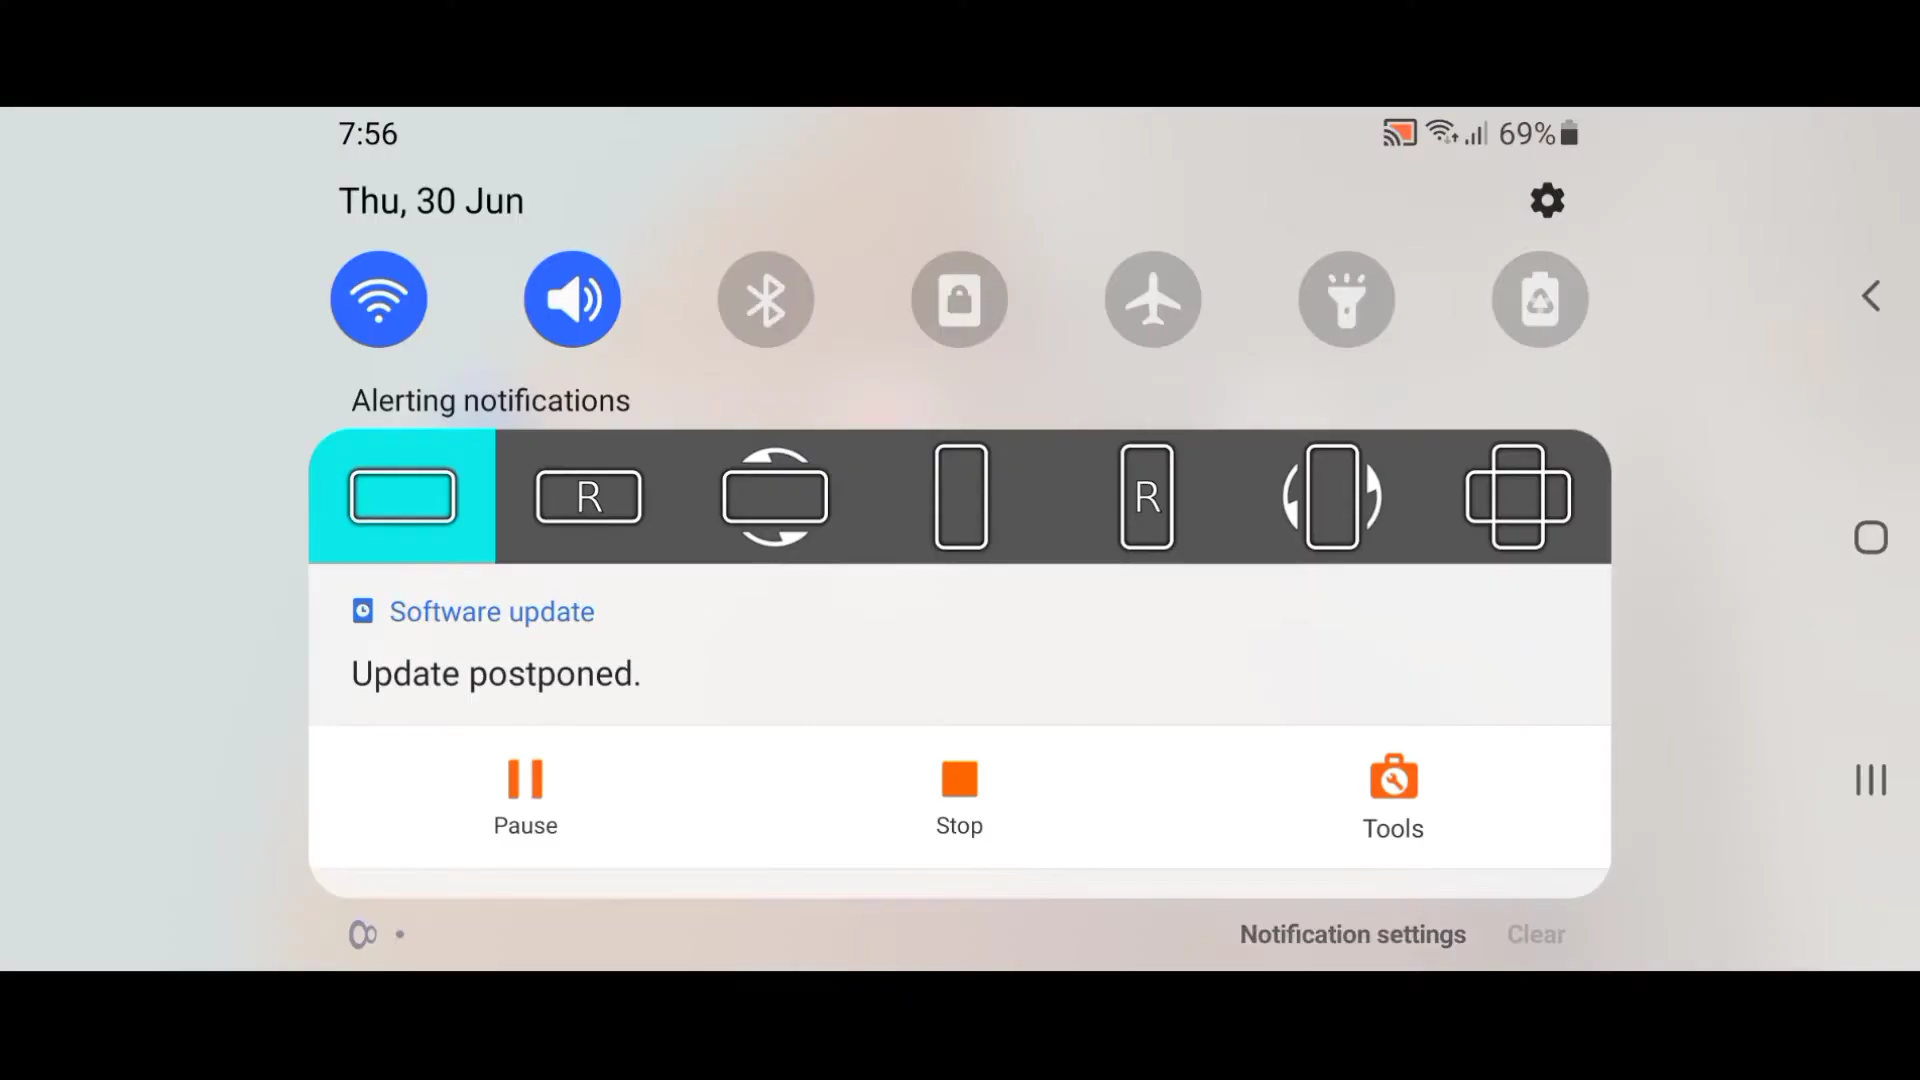 7:56
69%
Thu, 30 Jun
Alerting notifications
R
R
Software update
Update postponed.
Pause
Stop
Tools
Notification settings
Clear